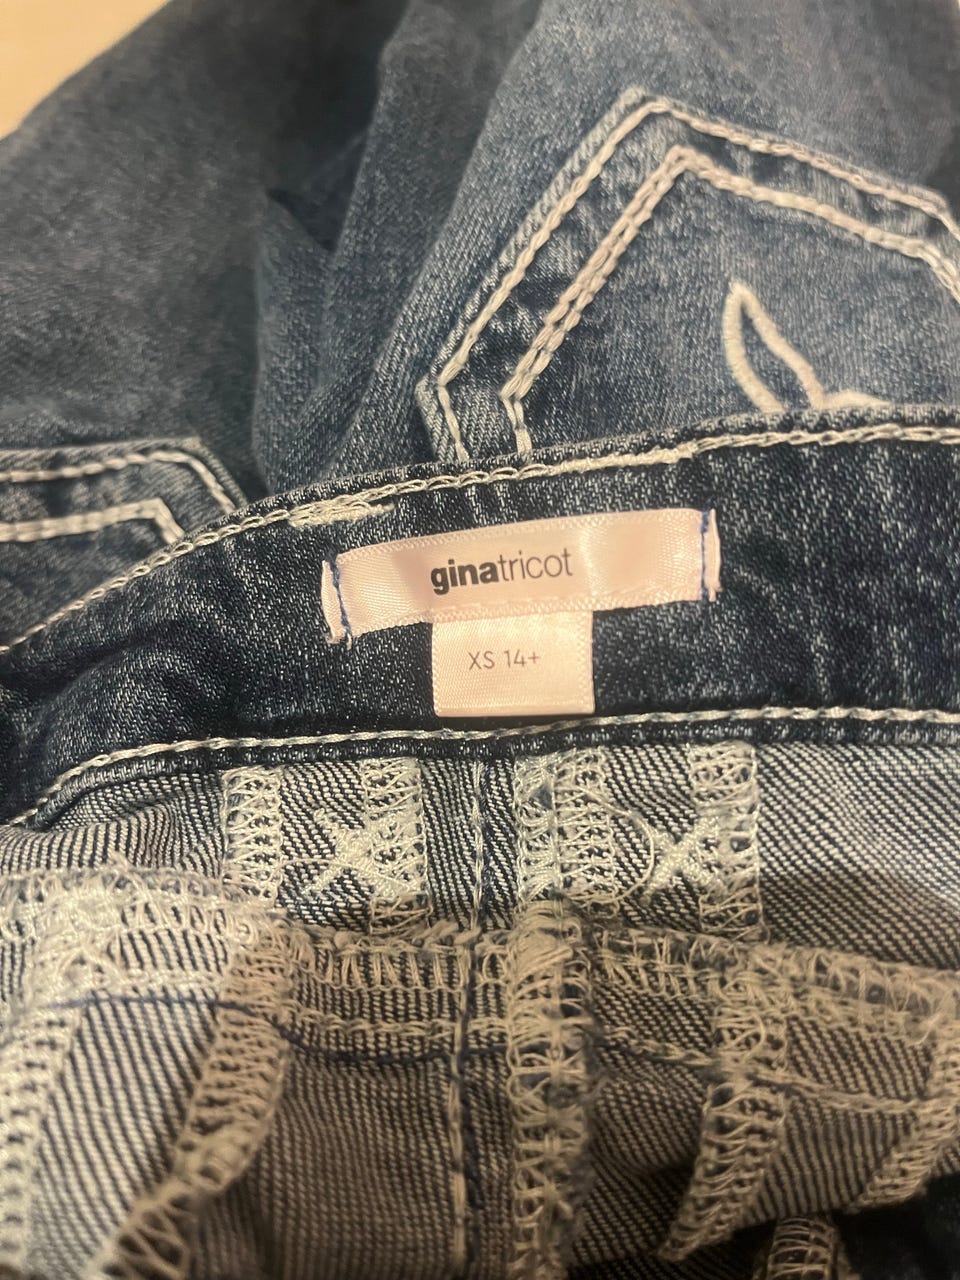 ginatricot
XS 14+